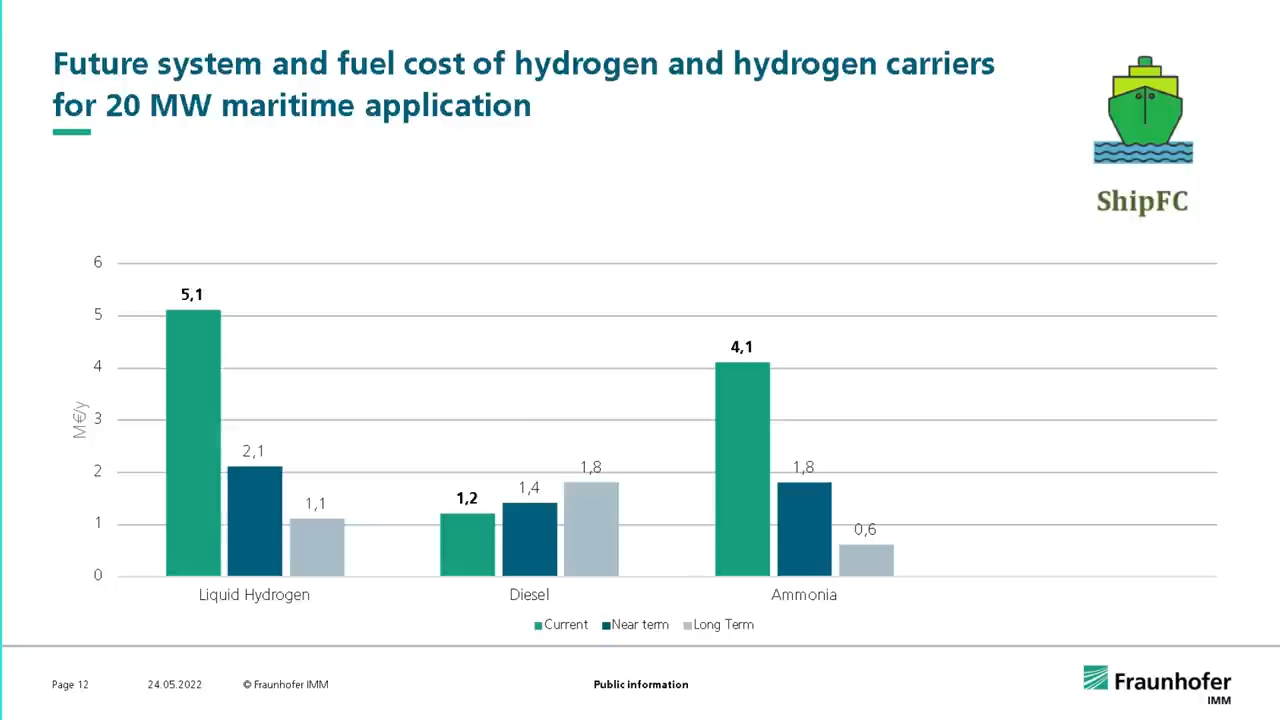 Future system and fuel cost of hydrogen and hydrogen carriers
for 20 MW maritime application
ShipFC
M€/y
6
5
4
3
2
1
0
5,1
2,1
1,1
1,2
1,4
1,8
4,1
1,8
0,6
Liquid Hydrogen
Diesel
Ammonia
Current
Near term
Long Term
Page 12
24.05.2022
© Fraunhofer IMM
Public information
Fraunhofer
IMM